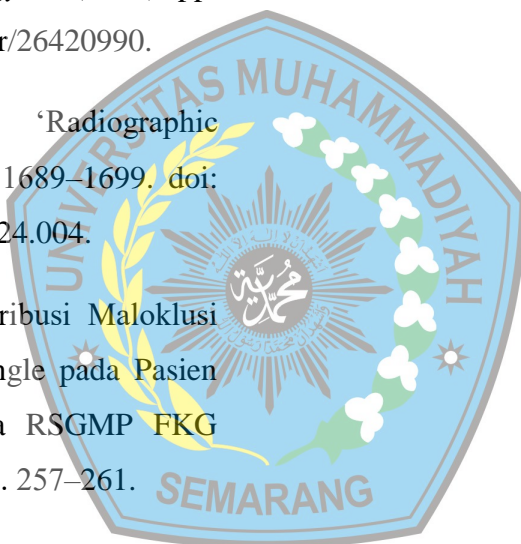 r/26420990.
'Radiographic
1689–1699. doi:
24.004.
ribusi Maloklusi
ngle pada Pasien
a RSGMP FKG
. 257–261.
UNIVERSITAS MUHAMMADIYAH
SEMARANG
محمدية